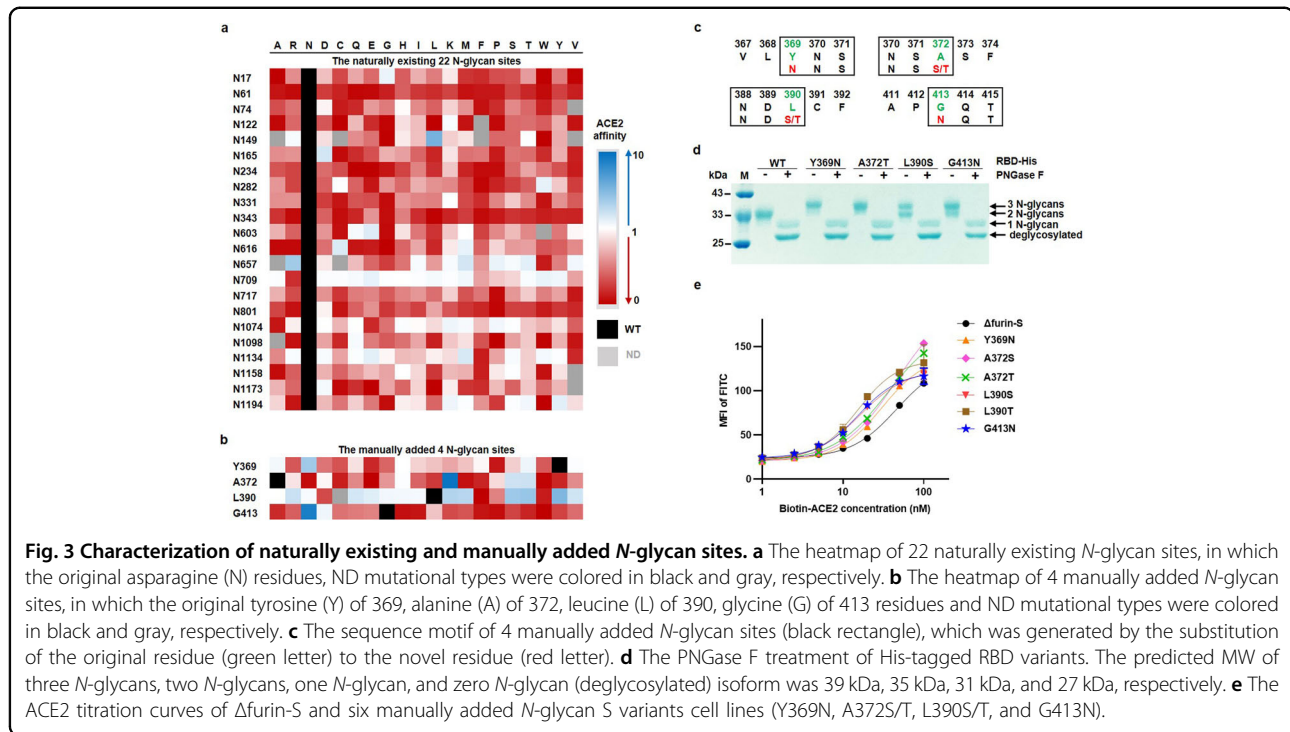 a
A R N D C Q E G H I L K M F P S T W Y V
The naturally existing 22 N-glycan sites
N17
N61
N74
N122
N149
N165
N234
N282
N331
N343
N603
N616
N657
N709
N717
N801
N1074
N1098
N1134
N1158
N1173
N1194
ACE2
affinity
10
1
0
WT
ND
b
The manually added 4 N-glycan sites
Y369
A372
L390
G413
c
367 368 369 370 371
V L Y N S
N N S
370 371 372 373 374
N S A S F
N S S/T
388 389 390 391 392
N D L C F
N D S/T
411 412 413 414 415
A P G Q T
N Q T
d
WT Y369N A372T L390S G413N RBD-His
kDa M - + - + - + - + - + PNGase F
43
33
25
3 N-glycans
2 N-glycans
1 N-glycan
deglycosylated
e
MFI of FITC
150
100
50
0
1 10 100
Biotin-ACE2 concentration (nM)
Δfurin-S
Y369N
A372S
A372T
L390S
L390T
G413N
Fig. 3 Characterization of naturally existing and manually added N-glycan sites. a The heatmap of 22 naturally existing N-glycan sites, in which
the original asparagine (N) residues, ND mutational types were colored in black and gray, respectively. b The heatmap of 4 manually added N-glycan
sites, in which the original tyrosine (Y) of 369, alanine (A) of 372, leucine (L) of 390, glycine (G) of 413 residues and ND mutational types were colored
in black and gray, respectively. c The sequence motif of 4 manually added N-glycan sites (black rectangle), which was generated by the substitution
of the original residue (green letter) to the novel residue (red letter). d The PNGase F treatment of His-tagged RBD variants. The predicted MW of
three N-glycans, two N-glycans, one N-glycan, and zero N-glycan (deglycosylated) isoform was 39 kDa, 35 kDa, 31 kDa, and 27 kDa, respectively. e The
ACE2 titration curves of Δfurin-S and six manually added N-glycan S variants cell lines (Y369N, A372S/T, L390S/T, and G413N).